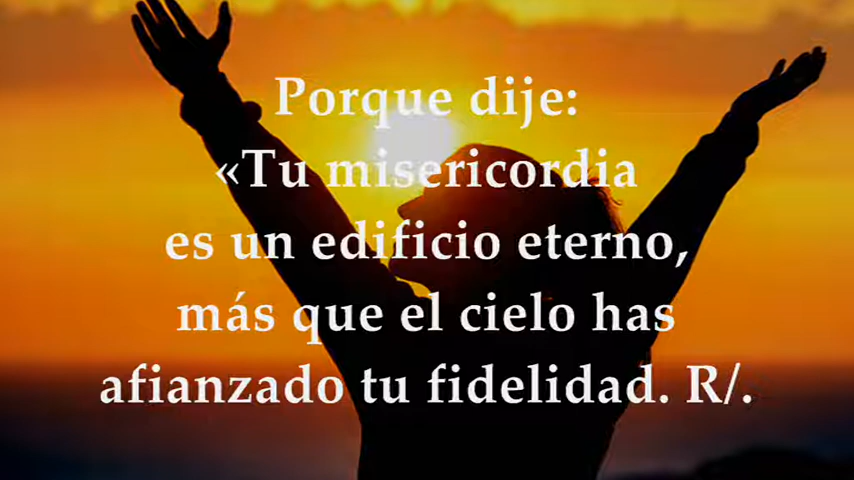 Porque dije:
«Tu misericordia
es un edificio eterno,
más que el cielo has
afianzado tu fidelidad. R/.